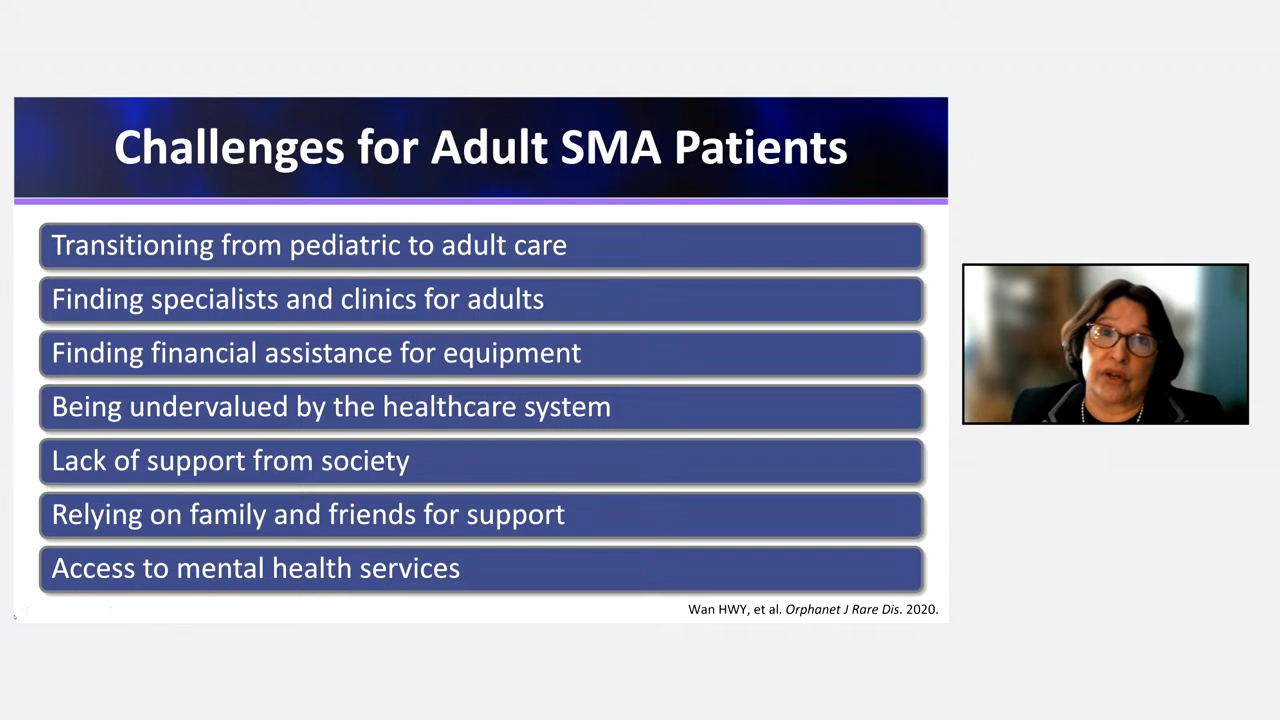 Challenges for Adult SMA Patients
Transitioning from pediatric to adult care
Finding specialists and clinics for adults
Finding financial assistance for equipment
Being undervalued by the healthcare system
Lack of support from society
Relying on family and friends for support
Access to mental health services
Wan HWY, et al. Orphanet J Rare Dis. 2020.